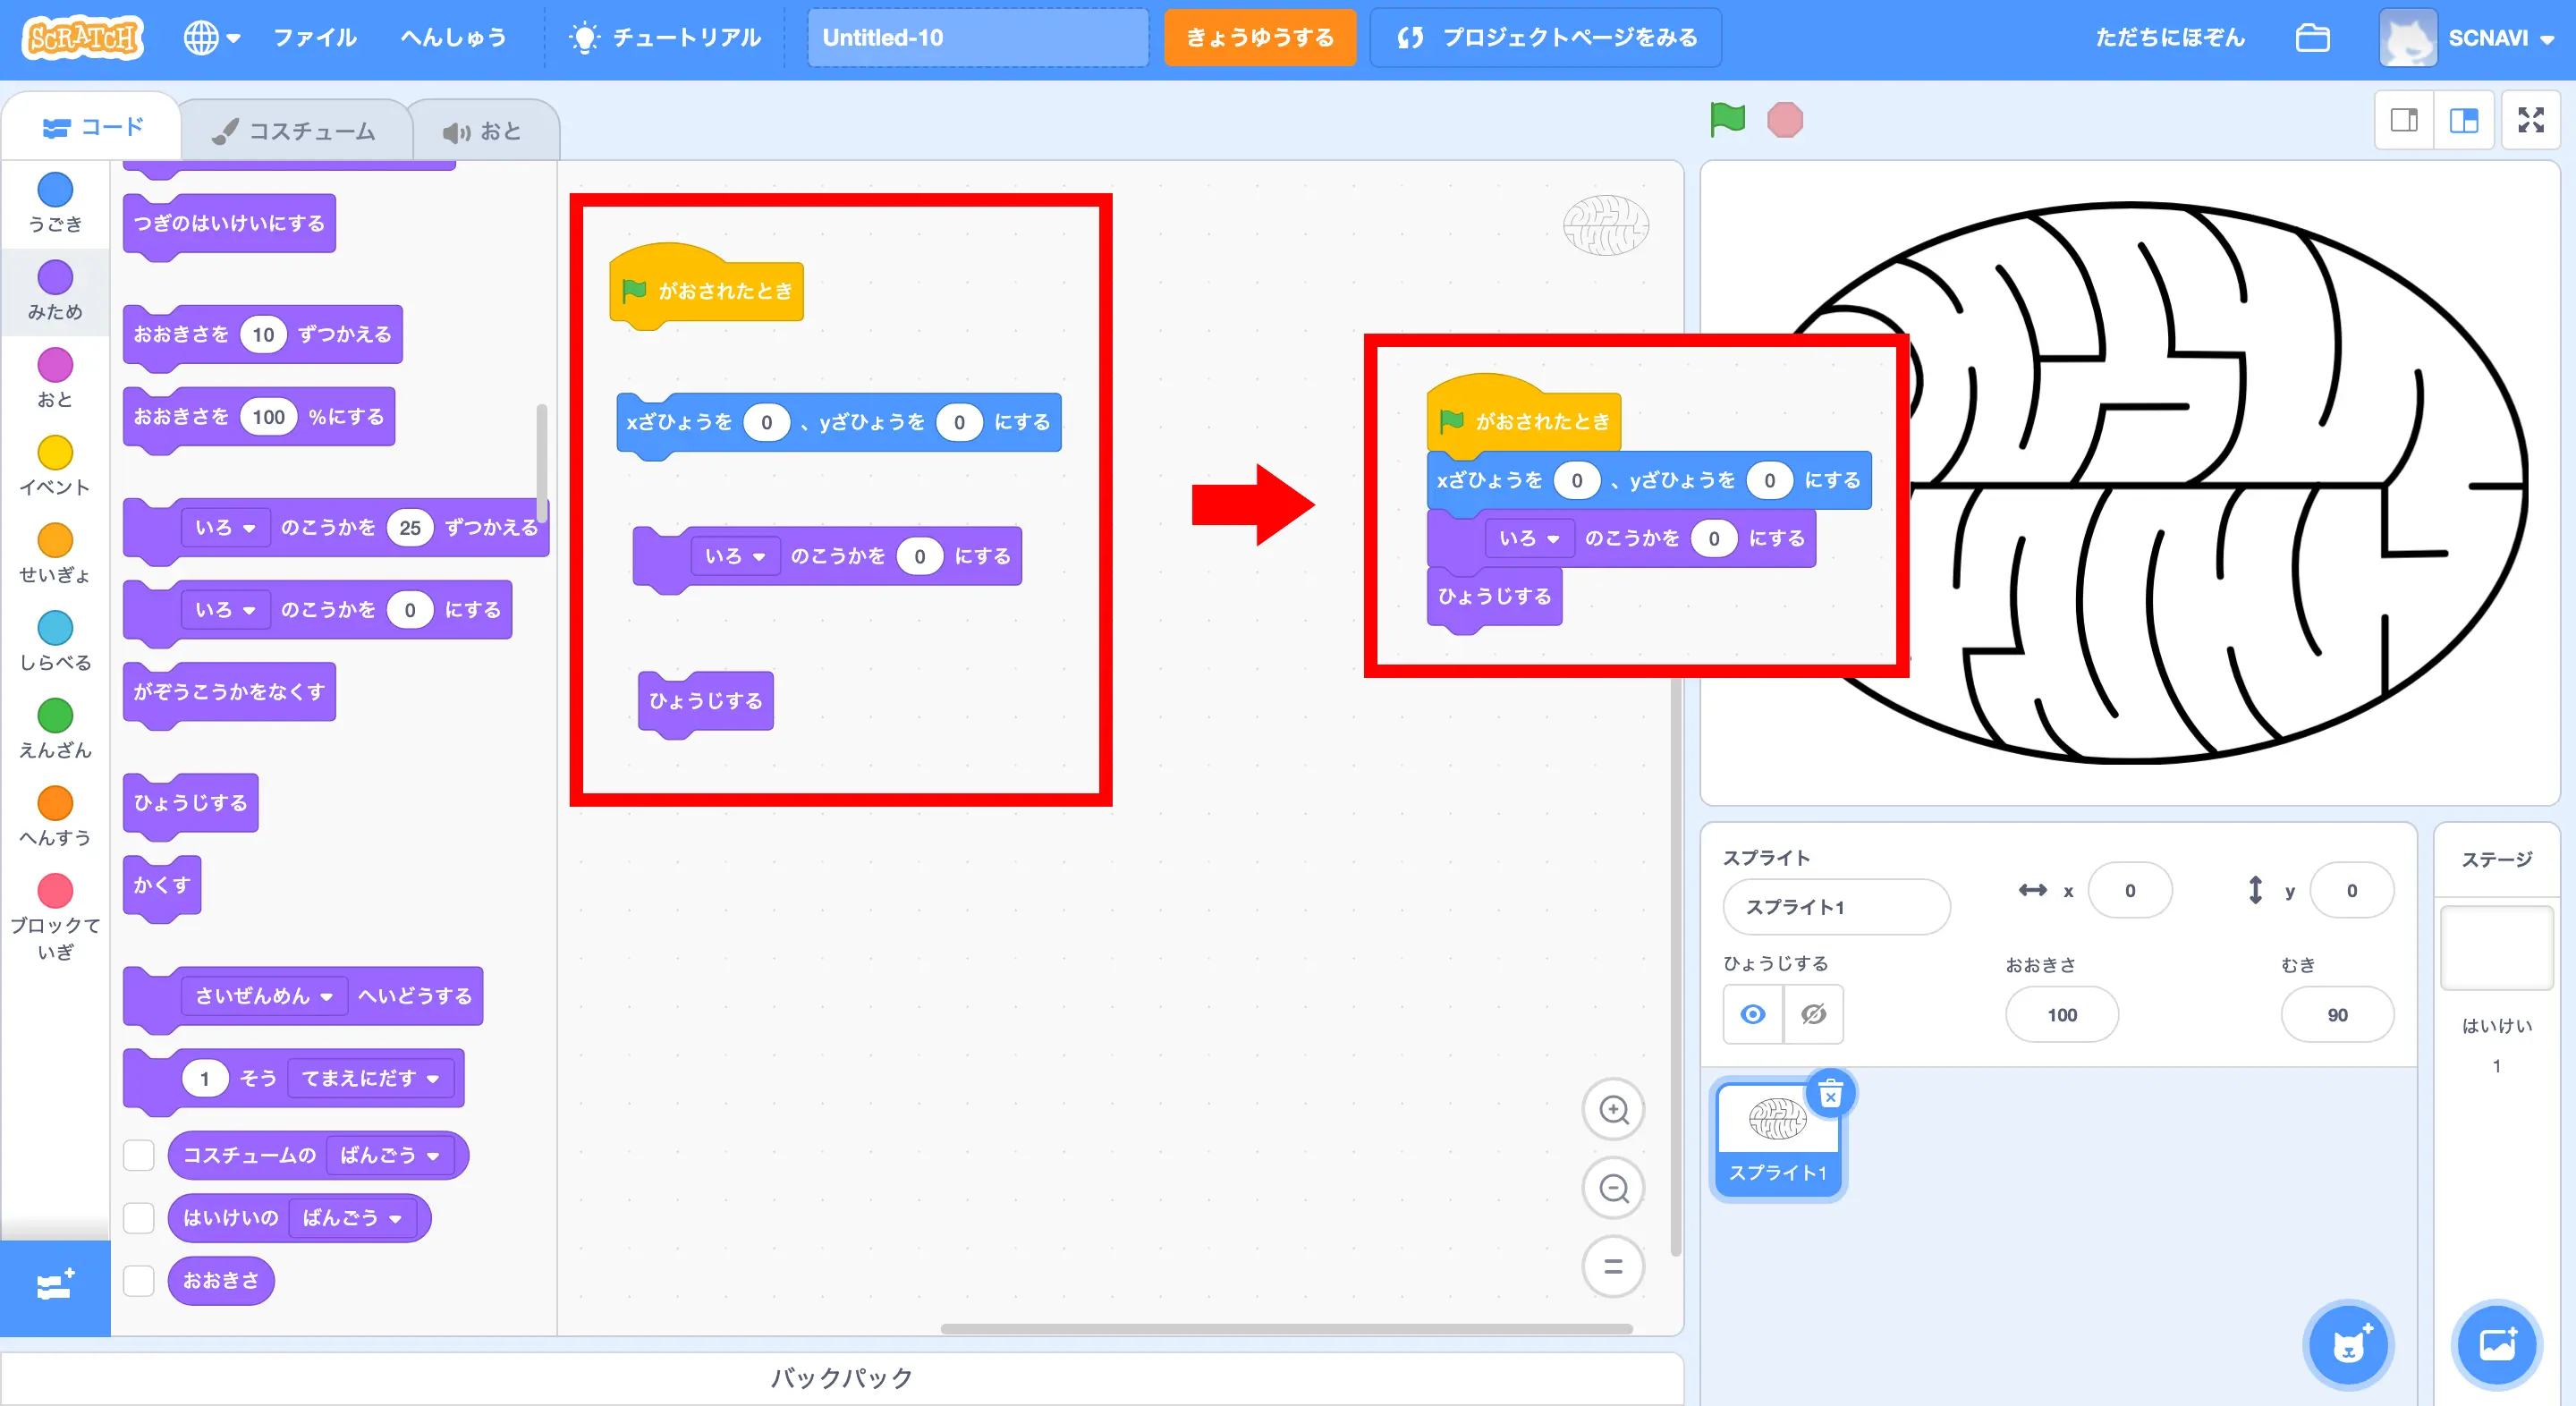 SCRATCH
ファイル
へんしゅう
チュートリアル
Untitled-10
きょうゆうする
プロジェクトページをみる
ただちにほぞん
SCNAVI
コード
コスチューム
おと
うごき
みため
おと
イベント
せいぎょ
しらべる
えんざん
へんすう
ブロックて
いぎ
つぎのはいけいにする
おおきさを 10 ずつかえる
おおきさを 100 %にする
いろ のこうかを 25 ずつかえる
いろ のこうかを 0 にする
がぞうこうかをなくす
ひょうじする
かくす
さいぜんめん へいどうする
1 そう てまえにだす
コスチュームの ばんごう
はいけいの ばんごう
おおきさ
がおされたとき
xざひょうを 0 、yざひょうを 0 にする
いろ のこうかを 0 にする
ひょうじする
がおされたとき
xざひょうを 0 、yざひょうを 0 にする
いろ のこうかを 0 にする
ひょうじする
バックパック
スプライト
スプライト1
x 0
y 0
ひょうじする
おおきさ
100
むき
90
スプライト1
ステージ
はいけい
1